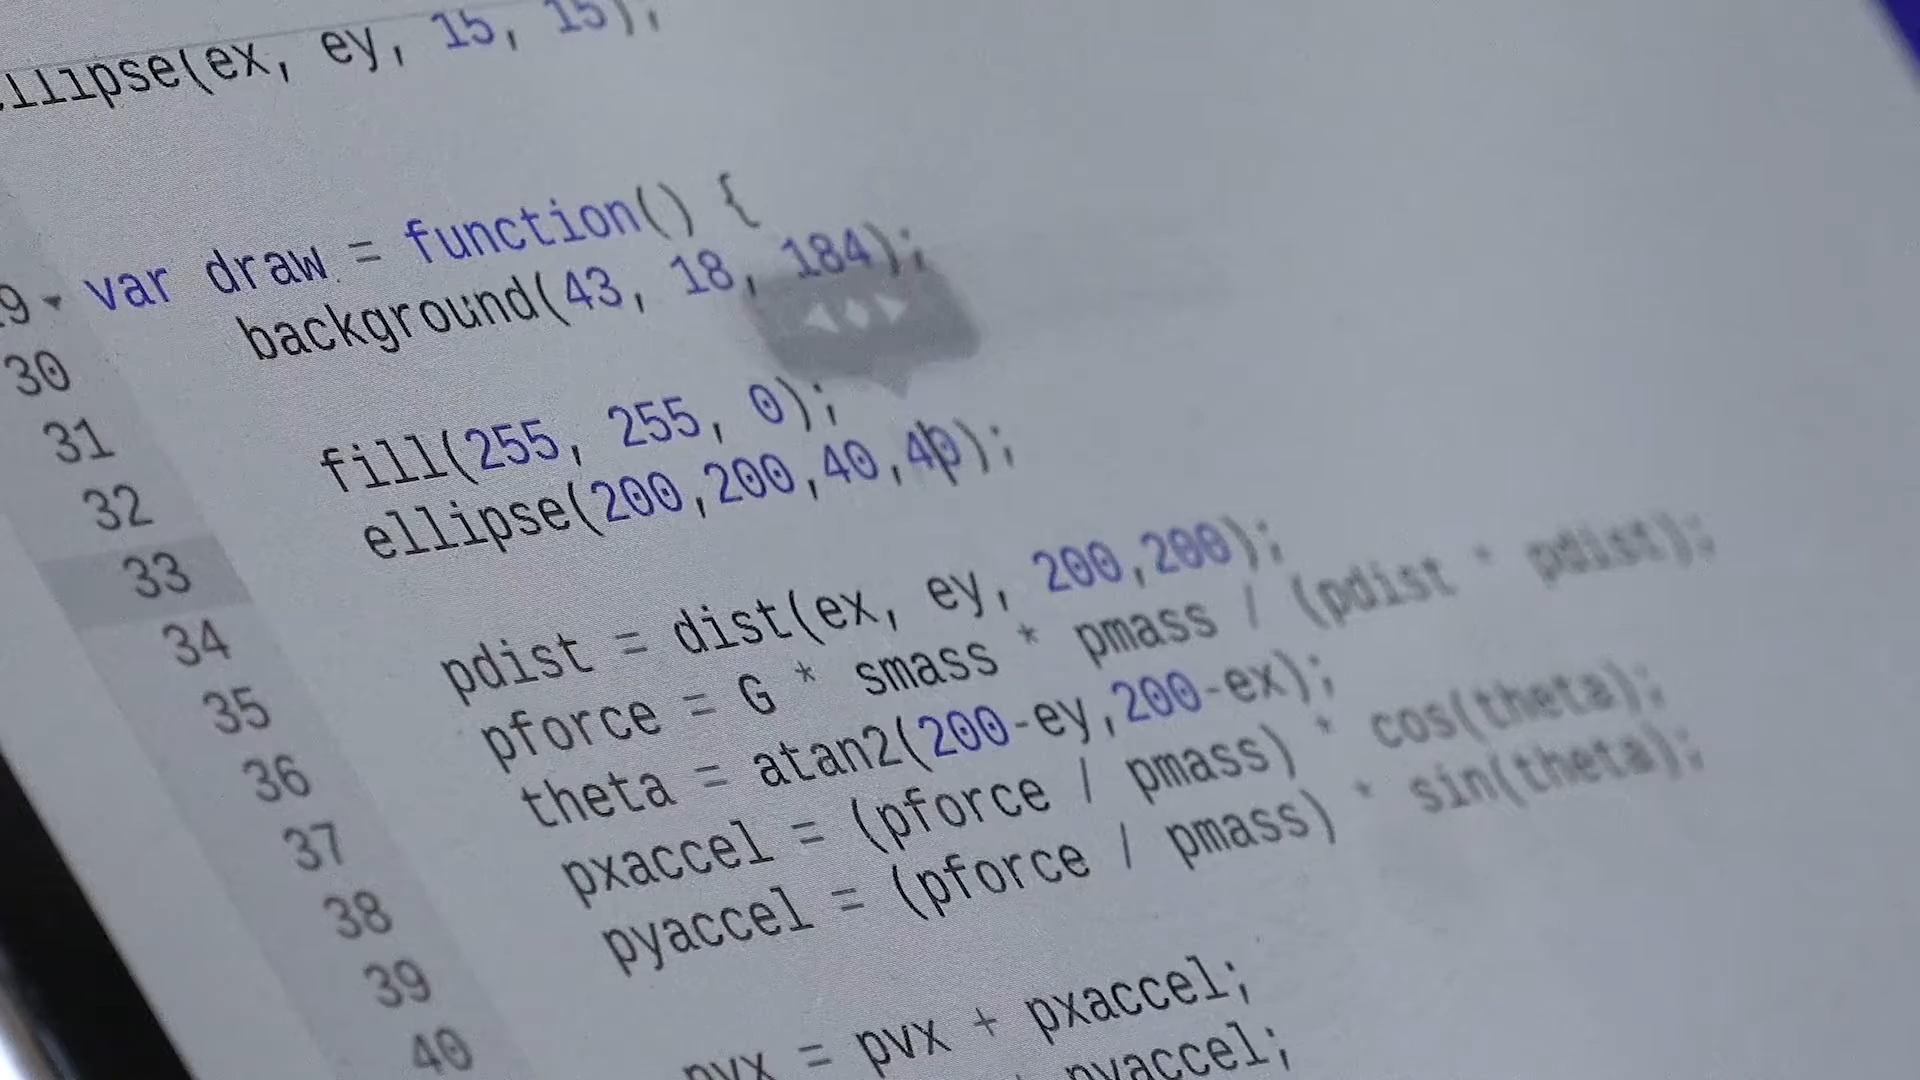 llipse(ex, ey, 15, 15);
29 var draw = function() {
30 background(43, 18, 184);
31
32 fill(255, 255, 0);
33 ellipse(200,200,40,40);
34
35 pdist = dist(ex, ey, 200,200);
36 pforce = G * smass * pmass / (pdist * pdist);
37 theta = atan2(200-ey,200-ex);
38 pxaccel = (pforce / pmass) * cos(theta);
39 pyaccel = (pforce / pmass) * sin(theta);
40
pvx = pvx + pxaccel;
pyaccel;